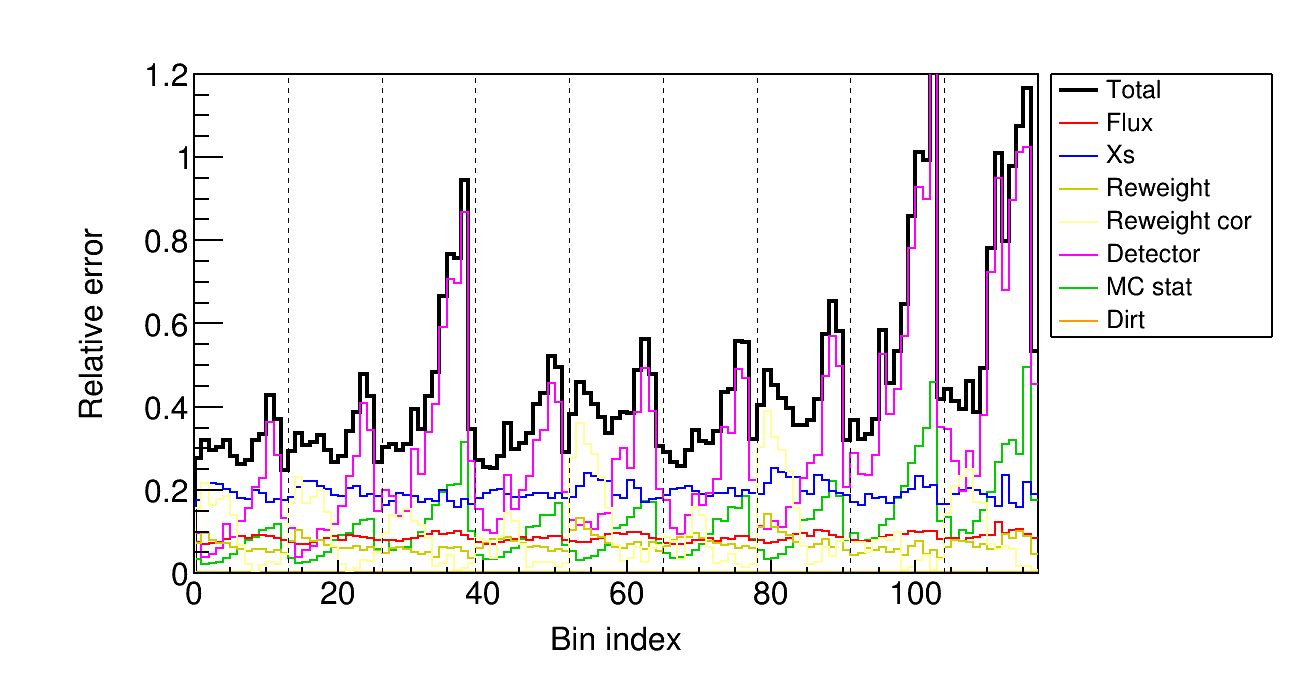 1.2
1
0.8
0.6
0.4
0.2
0
Relative error
0 20 40 60 80 100
Bin index
Total
Flux
Xs
Reweight
Reweight cor
Detector
MC stat
Dirt